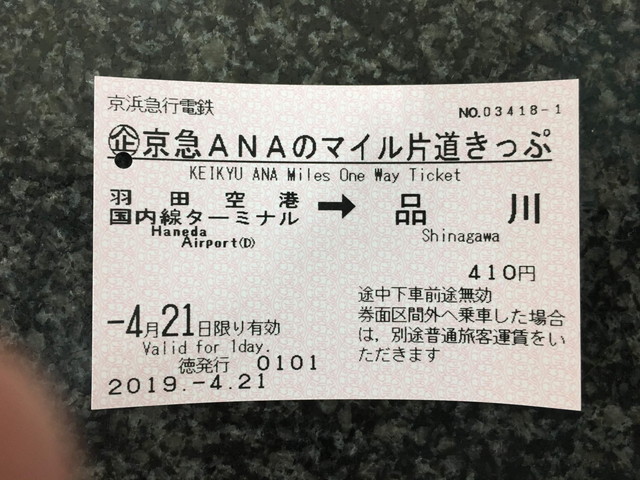 京浜急行電鉄
NO.03418-1
㊭京急ANAのマイル片道きっぷ
KEIKYU ANA Miles One Way Ticket
羽田空港
国内線ターミナル
Haneda
Airport(D)
➡
品川
Shinagawa
410円
-4月21日限り有効
Valid for 1day.
徳発行 0101
2019.-4.21
途中下車前途無効
券面区間外へ乗車した場合
は,別途普通旅客運賃をい
ただきます